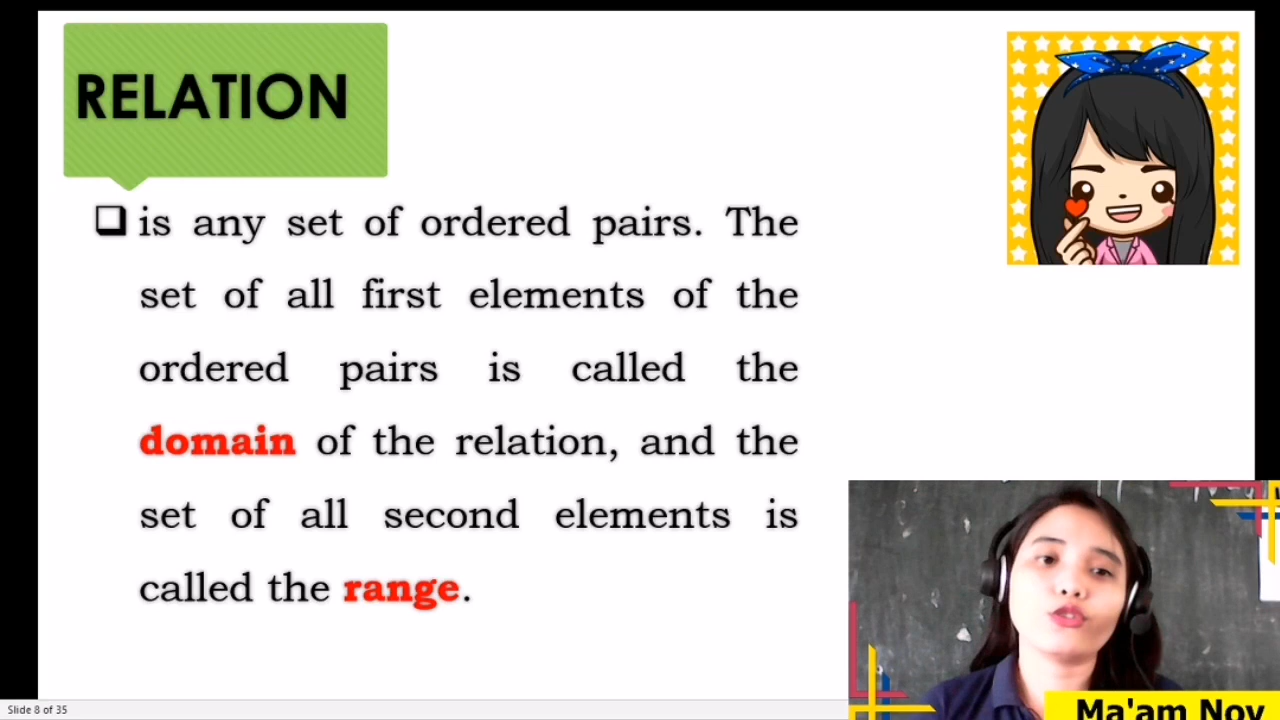 RELATION
❑ is any set of ordered pairs. The
set of all first elements of the
ordered pairs is called the
domain of the relation, and the
set of all second elements is
called the range.
Slide 8 of 35
Ma'am Noy